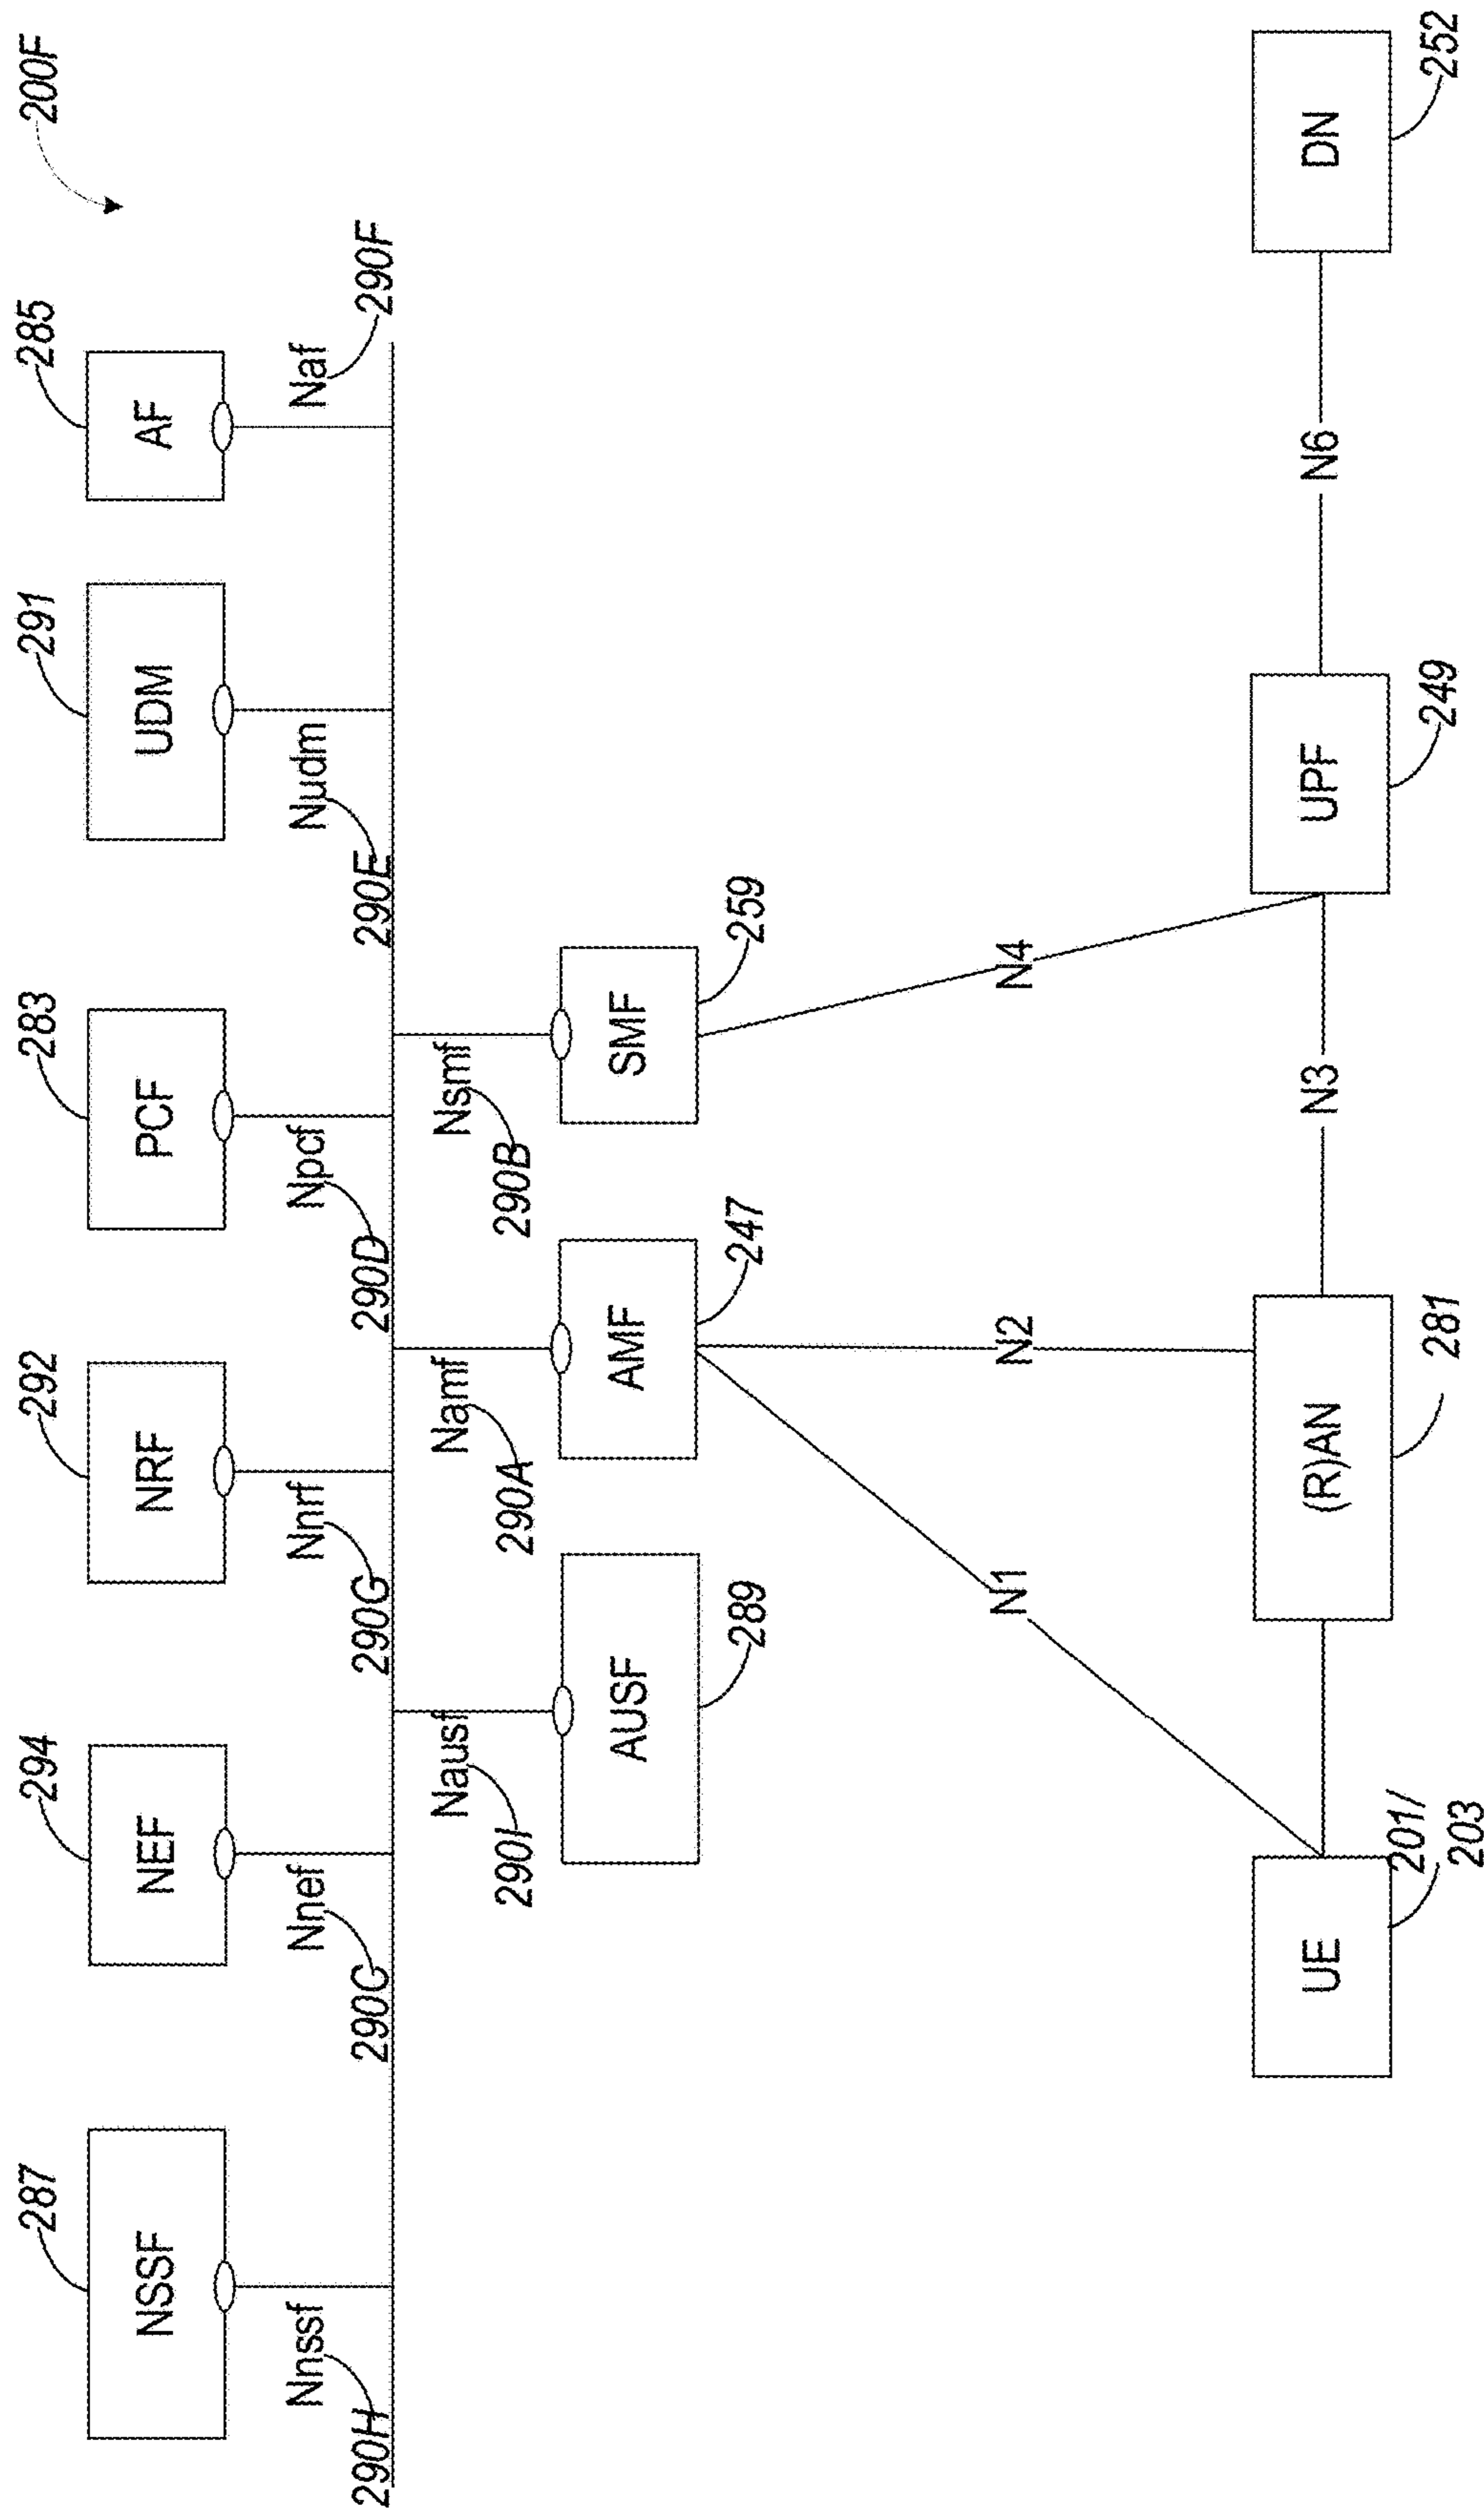 200F
287
294
292
283
291
285
NSSF
NEF
NRF
PCF
UDM
AF
Nnssf
Nnef
Nnrf
Npcf
Nudm
Naf
290H
290C
290G
290D
290E
290F
Nausf
Namf
Nsmf
290I
290A
290B
AUSF
AMF
SMF
289
247
259
N1
N2
N4
UE
(R)AN
N3
UPF
N6
DN
201/
203
281
249
252